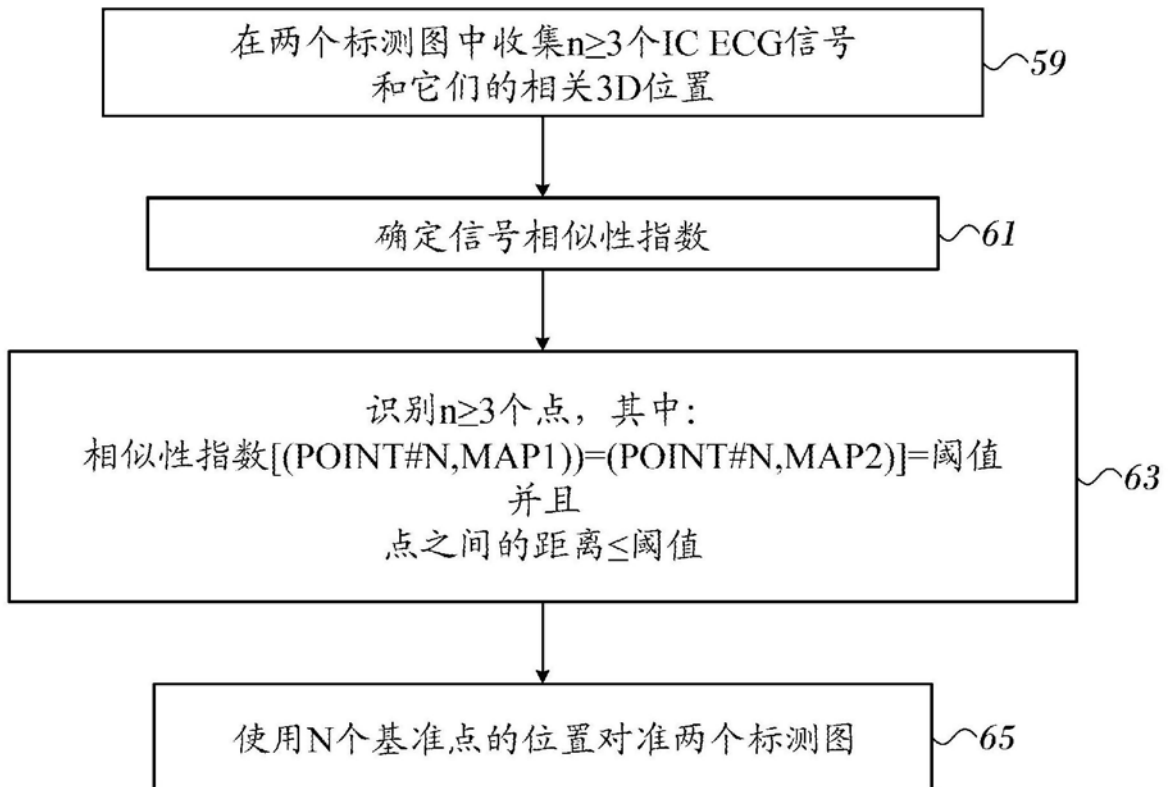 在两个标测图中收集n≥3个IC ECG信号
和它们的相关3D位置
59
确定信号相似性指数
61
识别n≥3个点，其中：
相似性指数[(POINT#N,MAP1))=(POINT#N,MAP2)]=阈值
并且
点之间的距离≤阈值
63
使用N个基准点的位置对准两个标测图
65